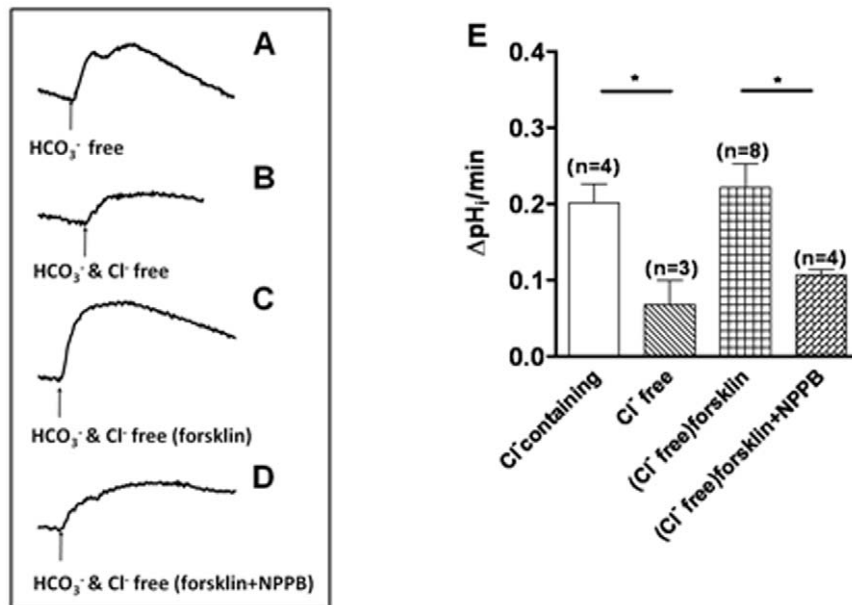 A
HCO₃⁻ free
B
HCO₃⁻ & Cl⁻ free
C
HCO₃⁻ & Cl⁻ free (forsklin)
D
HCO₃⁻ & Cl⁻ free (forsklin+NPPB)
E
0.4
0.3
0.2
0.1
0.0
ΔpHᵢ/min
*
*
(n=4)
(n=3)
(n=8)
(n=4)
Cl⁻containing
Cl⁻ free
(Cl⁻ free)forsklin
(Cl⁻ free)forsklin+NPPB